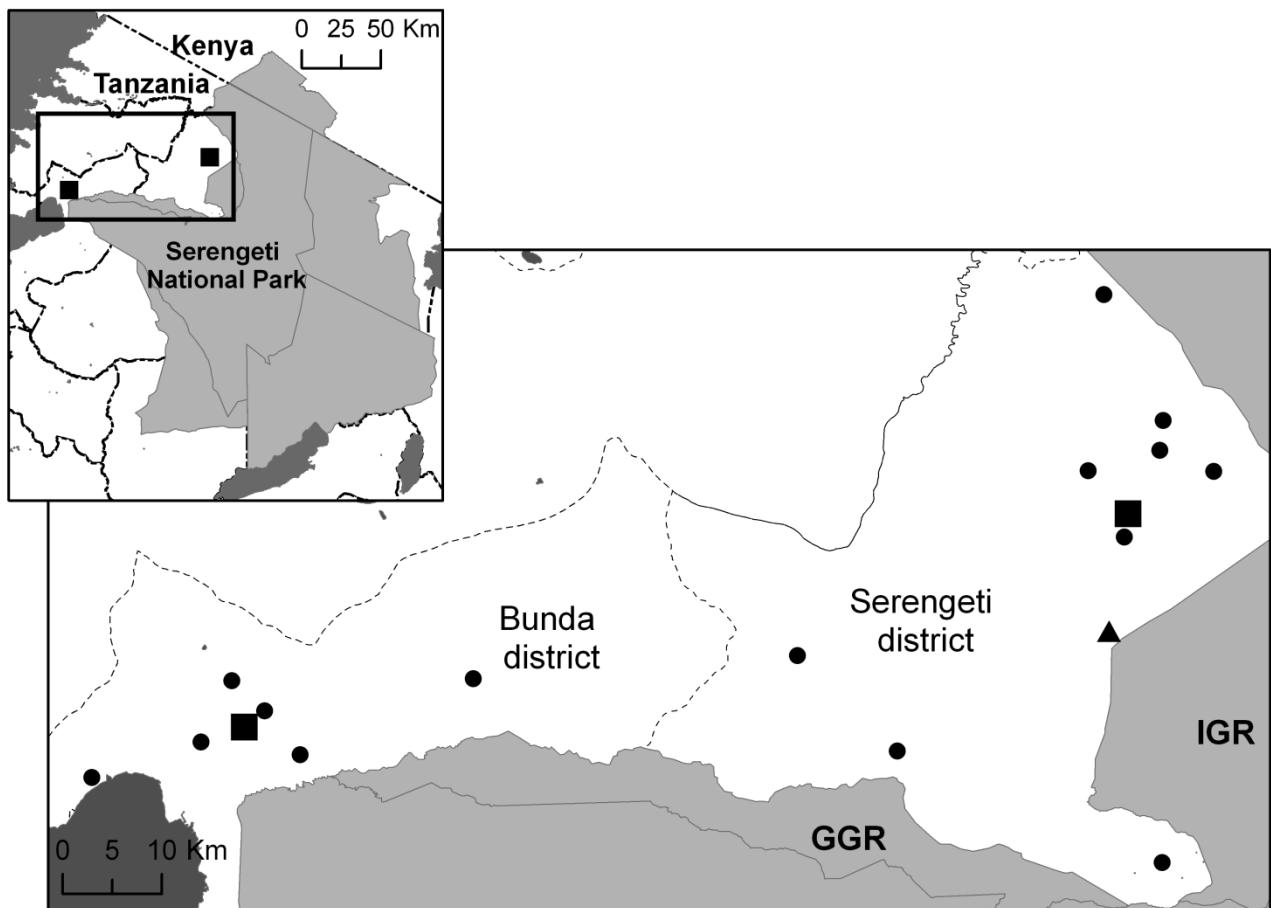 Kenya
0 25 50 Km
Tanzania
Serengeti
National Park
Bunda
district
Serengeti
district
IGR
GGR
0 5 10 Km